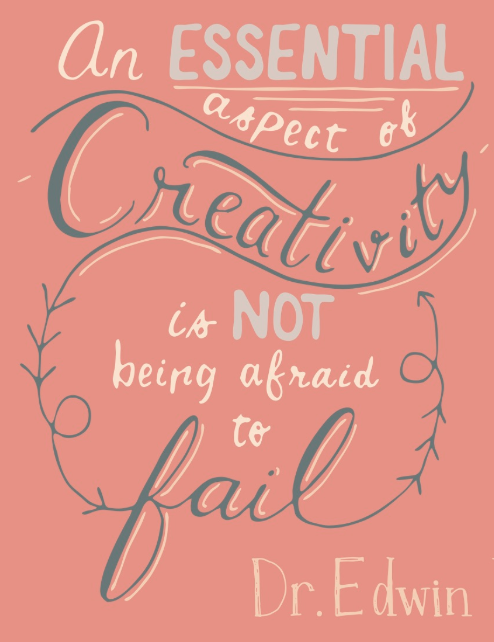 An ESSENTIAL
aspect of
Creativity
is NOT
being afraid
to
fail
Dr. Edwin